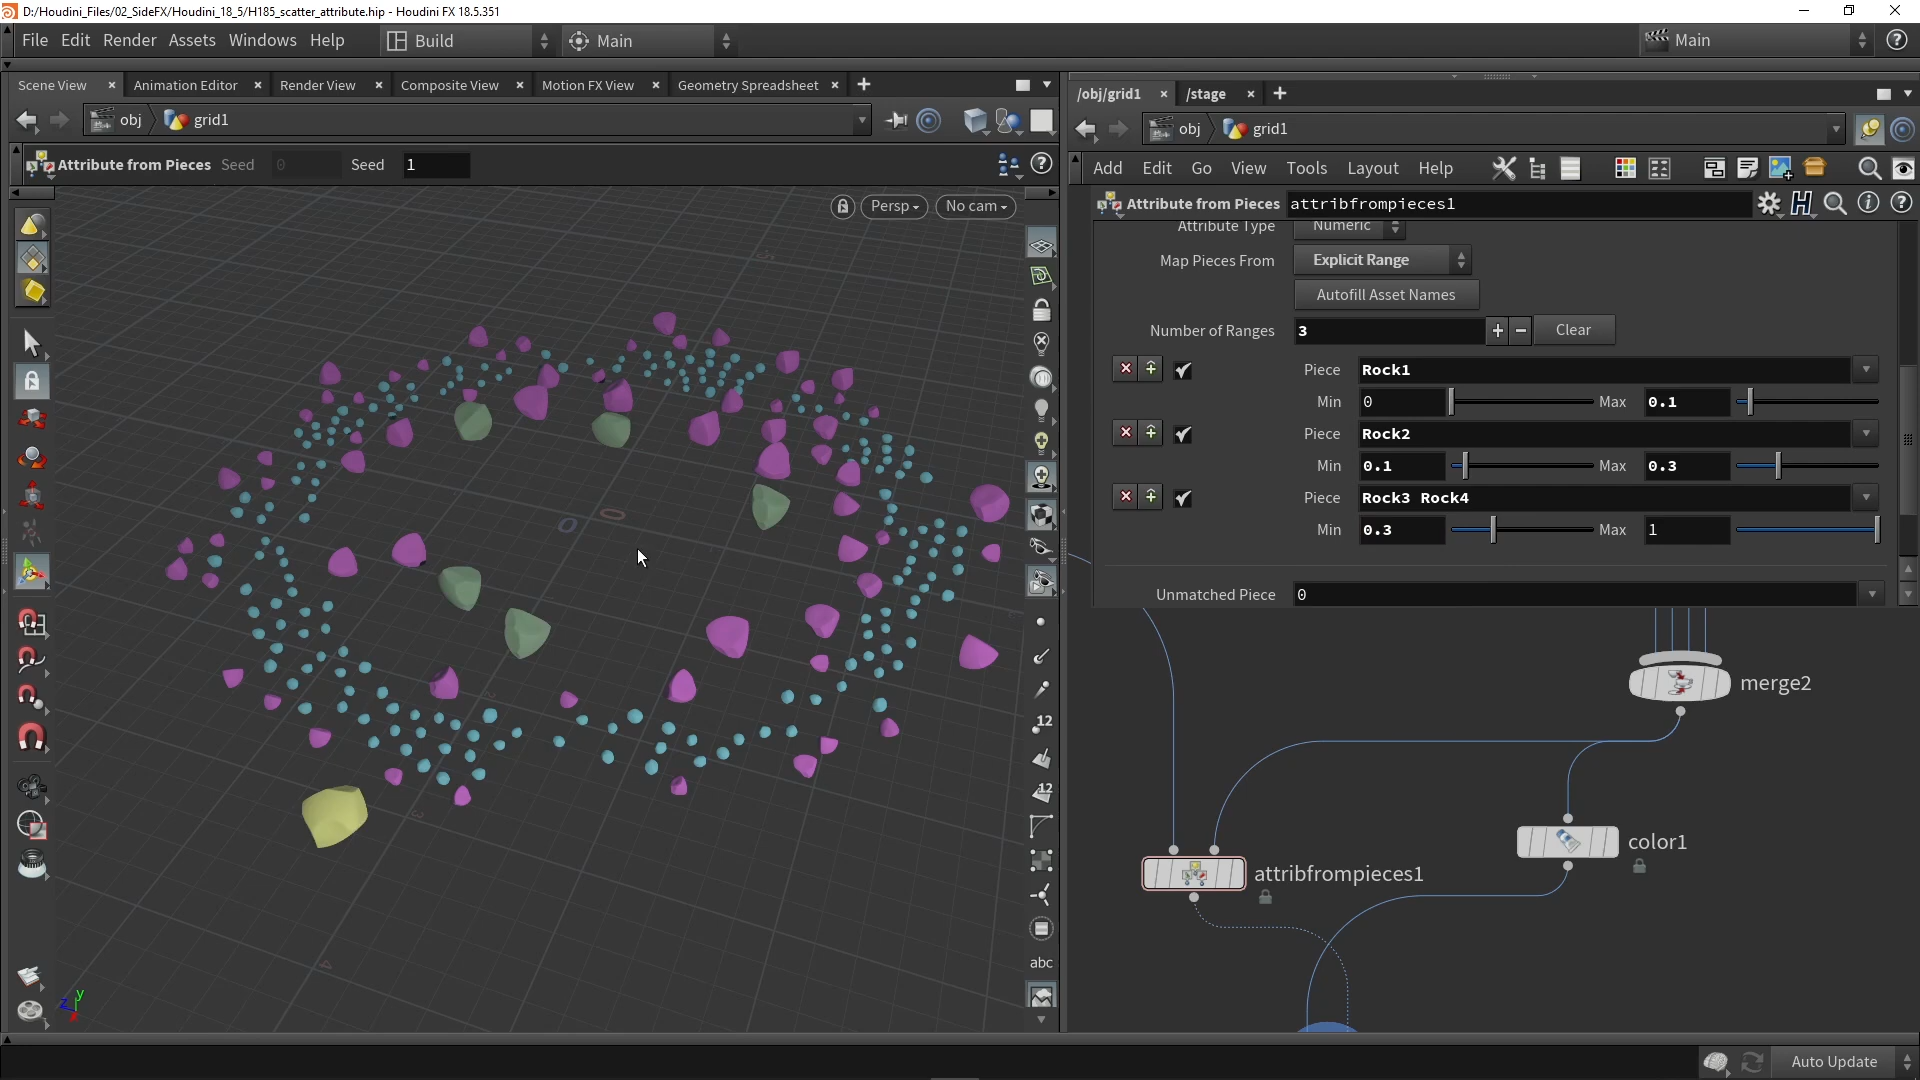 D:/Houdini_Files/02_SideFX/Houdini_18_5/H185_scatter_attribute.hip - Houdini FX 18.5.351
File Edit Render Assets Windows Help Build Main Main
Scene View Animation Editor Render View Composite View Motion FX View Geometry Spreadsheet
obj grid1
Attribute from Pieces Seed 0 Seed 1
Persp No cam
12
12
abc
z y
/obj/grid1 /stage
obj grid1
Add Edit Go View Tools Layout Help
Attribute from Pieces attribfrompieces1
Attribute Type Numeric
Map Pieces From Explicit Range
Autofill Asset Names
Number of Ranges 3 Clear
Piece Rock1
Min 0 Max 0.1
Piece Rock2
Min 0.1 Max 0.3
Piece Rock3 Rock4
Min 0.3 Max 1
Unmatched Piece 0
merge2
color1
attribfrompieces1
Auto Update